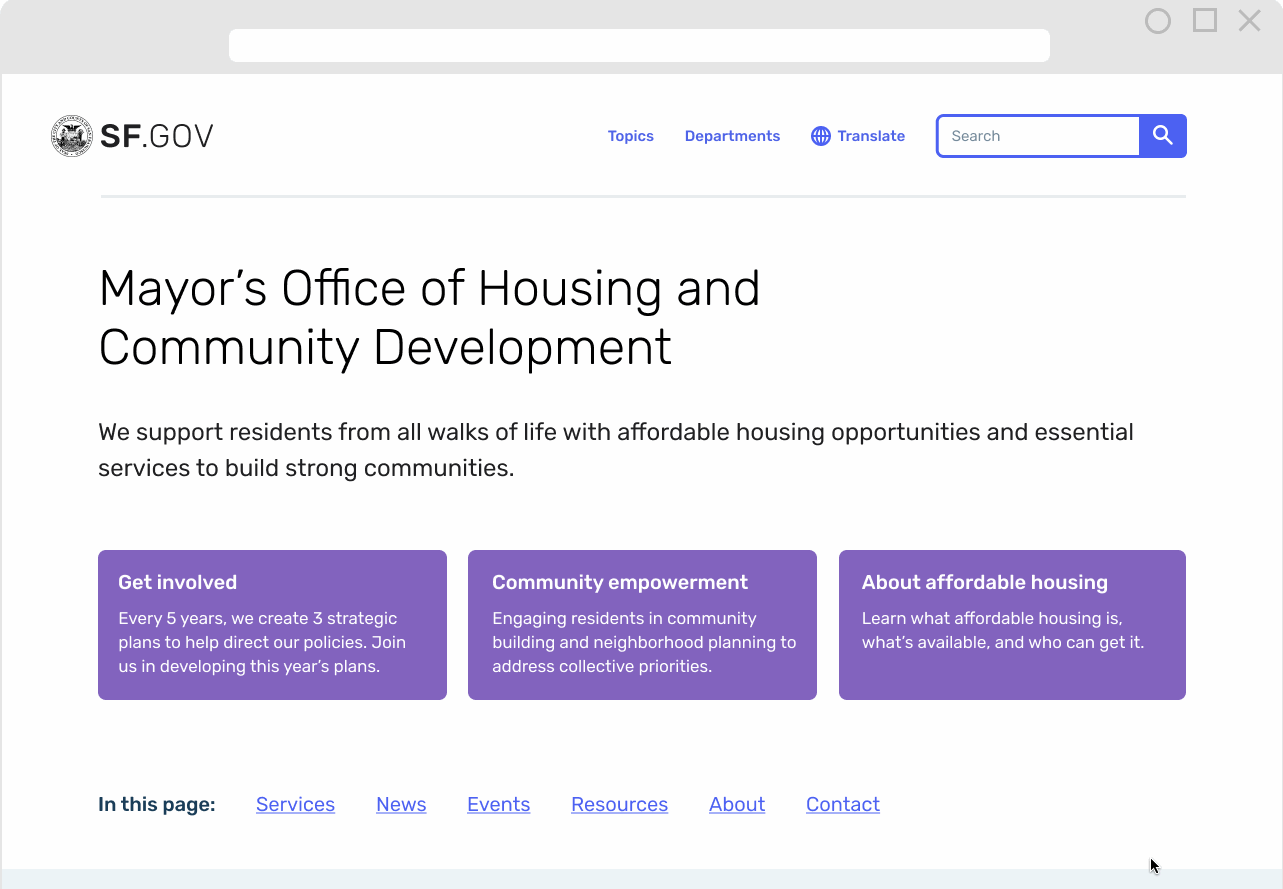 SF.GOV
Topics Departments Translate Search
Mayor’s Office of Housing and
Community Development
We support residents from all walks of life with affordable housing opportunities and essential
services to build strong communities.
Get involved
Every 5 years, we create 3 strategic
plans to help direct our policies. Join
us in developing this year’s plans.
Community empowerment
Engaging residents in community
building and neighborhood planning to
address collective priorities.
About affordable housing
Learn what affordable housing is,
what’s available, and who can get it.
In this page: Services News Events Resources About Contact